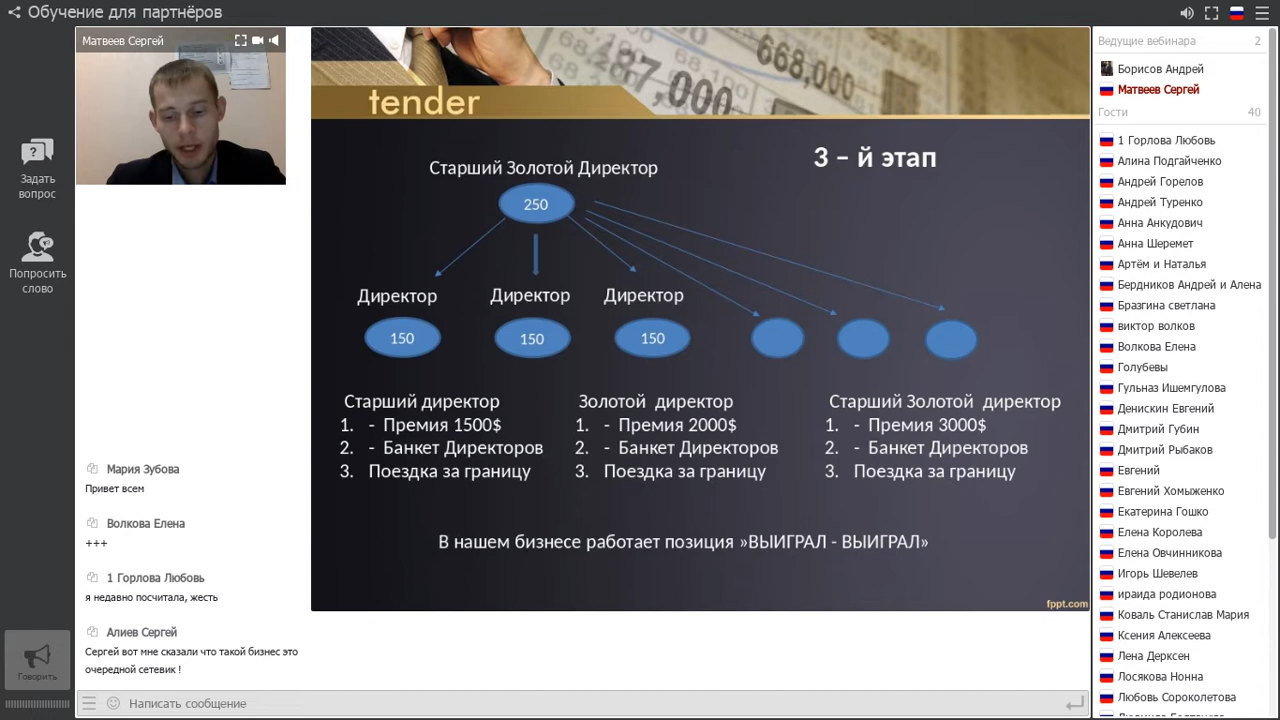 Обучение для партнёров
Матвеев Сергей
Задать
вопрос
Попросить
слово
Говорить
tender
87,000
668,000
3 – й этап
Старший Золотой Директор
250
Директор
Директор
Директор
150
150
150
Старший директор
1. - Премия 1500$
2. - Банкет Директоров
3. Поездка за границу
Золотой директор
1. - Премия 2000$
2. - Банкет Директоров
3. Поездка за границу
Старший Золотой директор
1. - Премия 3000$
2. - Банкет Директоров
3. Поездка за границу
В нашем бизнесе работает позиция »ВЫИГРАЛ - ВЫИГРАЛ»
fppt.com
Мария Зубова
Привет всем
Волкова Елена
+++
1 Горлова Любовь
я недавно посчитала, жесть
Алиев Сергей
Сергей вот мне сказали что такой бизнес это
очередной сетевик !
Написать сообщение
Ведущие вебинара 2
Борисов Андрей
Матвеев Сергей
Гости 40
1 Горлова Любовь
Алина Подгайченко
Андрей Горелов
Андрей Туренко
Анна Анкудович
Анна Шеремет
Артём и Наталья
Бердников Андрей и Алена
Бразгина светлана
виктор волков
Волкова Елена
Голубевы
Гульназ Ишемгулова
Денискин Евгений
Дмитрий Губин
Дмитрий Рыбаков
Евгений
Евгений Хомыженко
Екатерина Гошко
Елена Королева
Елена Овчинникова
Игорь Шевелев
ираида родионова
Коваль Станислав Мария
Ксения Алексеева
Лена Дерксен
Лосякова Нонна
Любовь Сороколетова